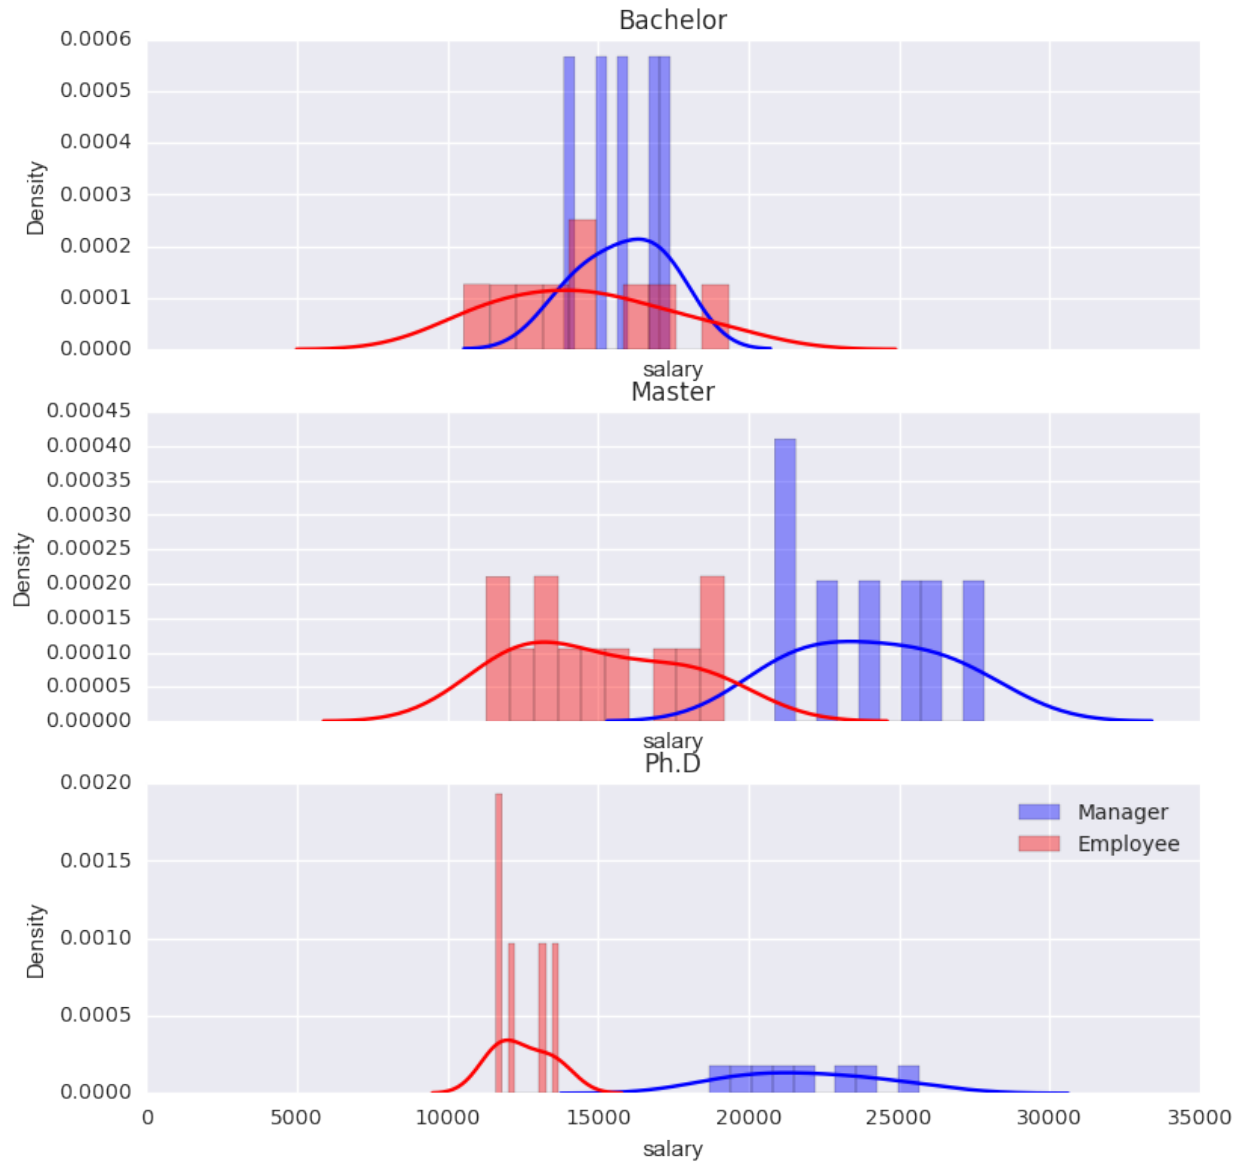 Bachelor
0.0006
0.0005
0.0004
0.0003
0.0002
0.0001
0.0000
Density
salary
Master
0.00045
0.00040
0.00035
0.00030
0.00025
0.00020
0.00015
0.00010
0.00005
0.00000
Density
salary
Ph.D
0.0020
0.0015
0.0010
0.0005
0.0000
Density
Manager
Employee
0 5000 10000 15000 20000 25000 30000 35000
salary